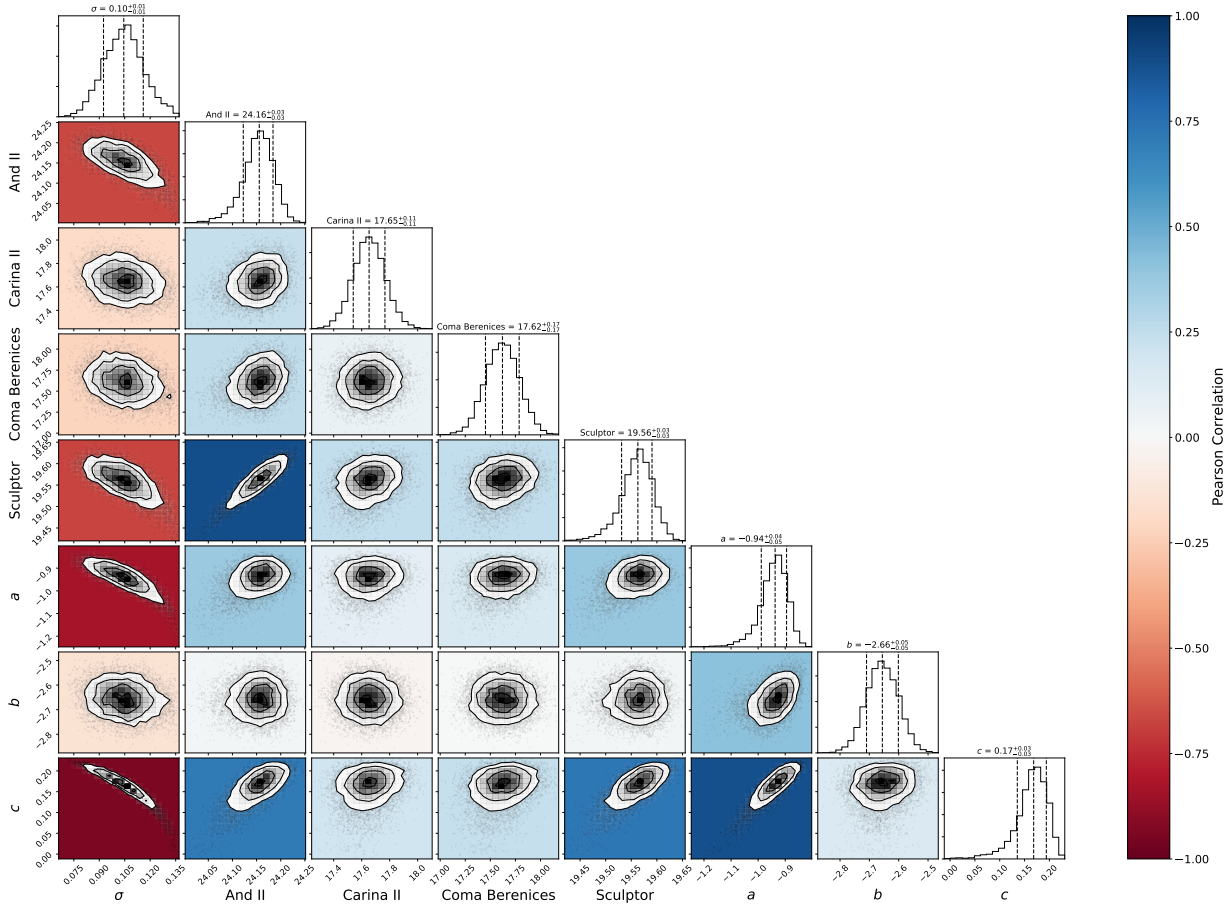 σ = 0.10+0.01−0.01
1.00
And II = 24.16+0.03−0.03
And II
24.25
24.20
24.15
24.10
24.05
0.75
Carina II = 17.65+0.11−0.11
Carina II
18.0
17.8
17.6
17.4
0.50
Coma Berenices = 17.62+0.17−0.17
Coma Berenices
18.00
17.75
17.50
17.25
17.00
0.25
Sculptor = 19.56+0.03−0.03
Sculptor
19.65
19.60
19.55
19.50
19.45
0.00
Pearson Correlation
a = −0.94+0.04−0.05
a
−0.9
−1.0
−1.1
−1.2
−0.25
b = −2.66+0.05−0.05
b
−2.5
−2.6
−2.7
−2.8
−0.50
c = 0.17+0.03−0.03
c
0.20
0.15
0.10
0.05
0.00
−0.75
−1.00
0.075 0.090 0.105 0.120 0.135
24.05 24.10 24.15 24.20 24.25
17.4 17.6 17.8 18.0
17.00 17.25 17.50 17.75 18.00
19.45 19.50 19.55 19.60 19.65
−1.2 −1.1 −1.0 −0.9
−2.8 −2.7 −2.6 −2.5
0.00 0.05 0.10 0.15 0.20
σ And II Carina II Coma Berenices Sculptor a b c